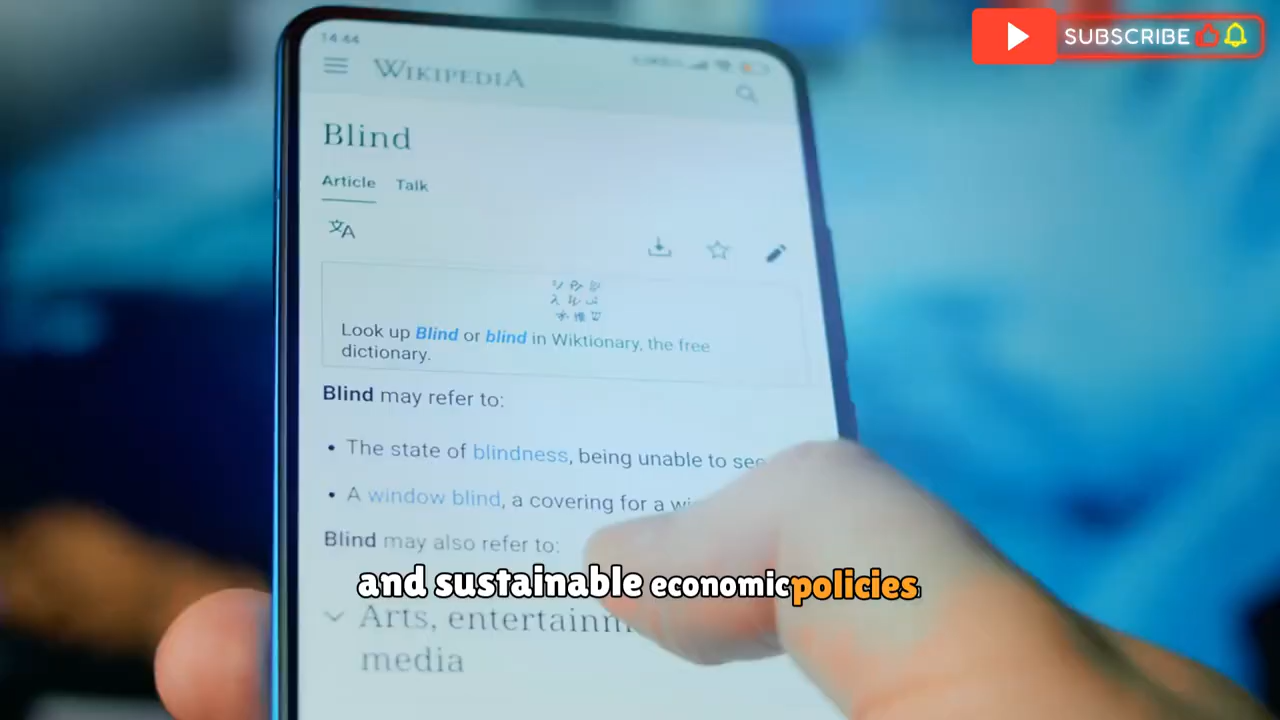 SUBSCRIBE
14:44
WIKIPEDIA
Blind
Article Talk
Look up Blind or blind in Wiktionary, the free
dictionary.
Blind may refer to:
• The state of blindness, being unable to see
• A window blind, a covering for a
Blind may also refer to:
and sustainable economic policies
Arts,
media